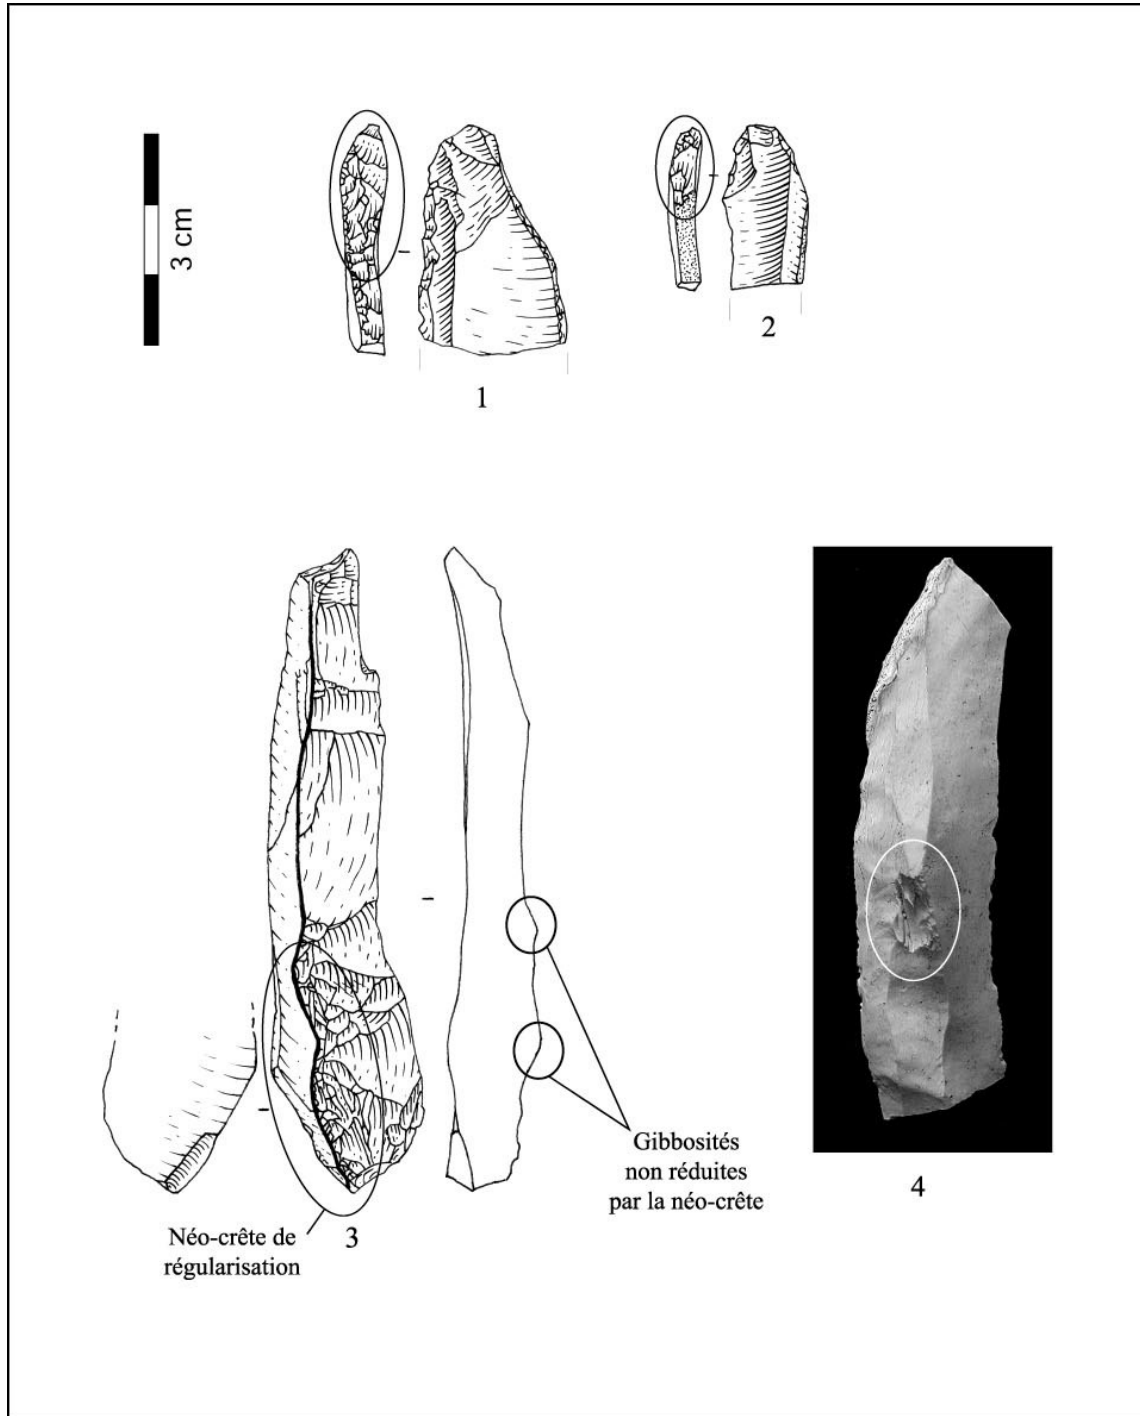 3 cm
1
2
Gibbosités
non réduites
par la néo-crête
4
Néo-crête de
régularisation
3